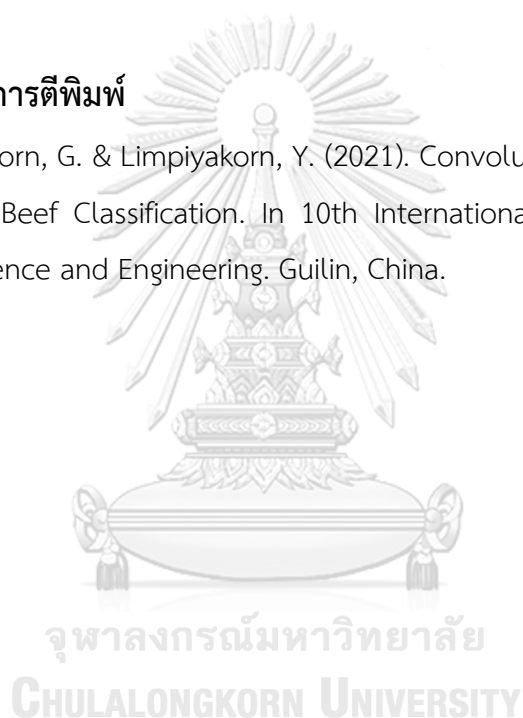 การตีพิมพ์
orn, G. & Limpiyakorn, Y. (2021). Convolu
Beef Classification. In 10th International
ence and Engineering. Guilin, China.
จุฬาลงกรณ์มหาวิทยาลัย
CHULALONGKORN UNIVERSITY